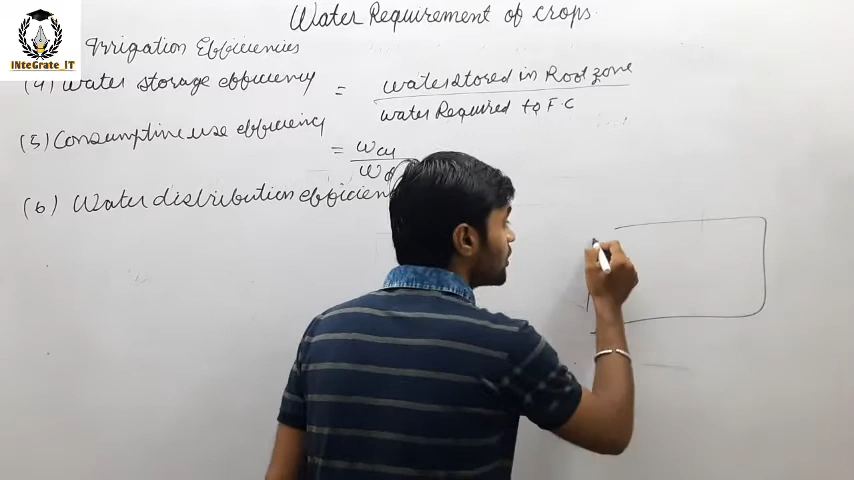 Water Requirement of crops.
INteGrate_IT
Irrigation Efficiencies
(4) Water storage efficiency = water stored in Root zone
water Required to F.C
(5) Consumptive use efficiency
= Wcu
Wd
(6) Water distribution efficien